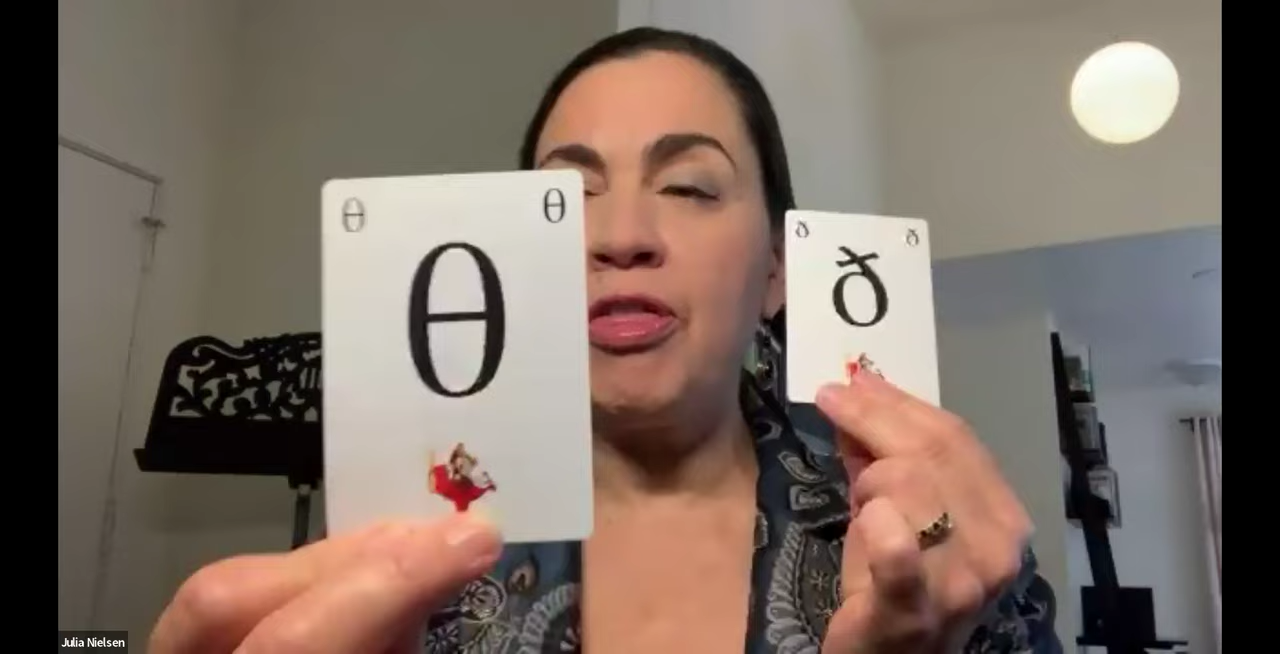 θ θ
θ
ð ð
ð
Julia Nielsen